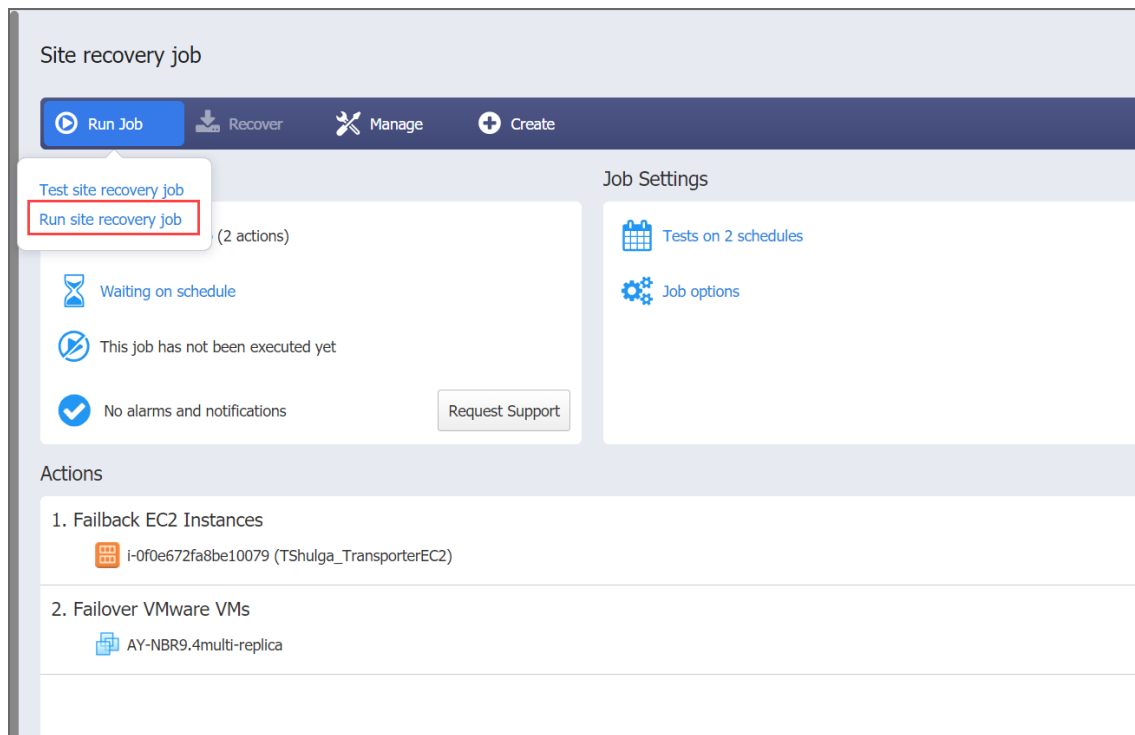 Site recovery job
Run Job
Recover
Manage
Create
Test site recovery job
Run site recovery job
(2 actions)
Waiting on schedule
This job has not been executed yet
No alarms and notifications
Request Support
Job Settings
Tests on 2 schedules
Job options
Actions
1. Failback EC2 Instances
i-0f0e672fa8be10079 (TShulga_TransporterEC2)
2. Failover VMware VMs
AY-NBR9.4multi-replica